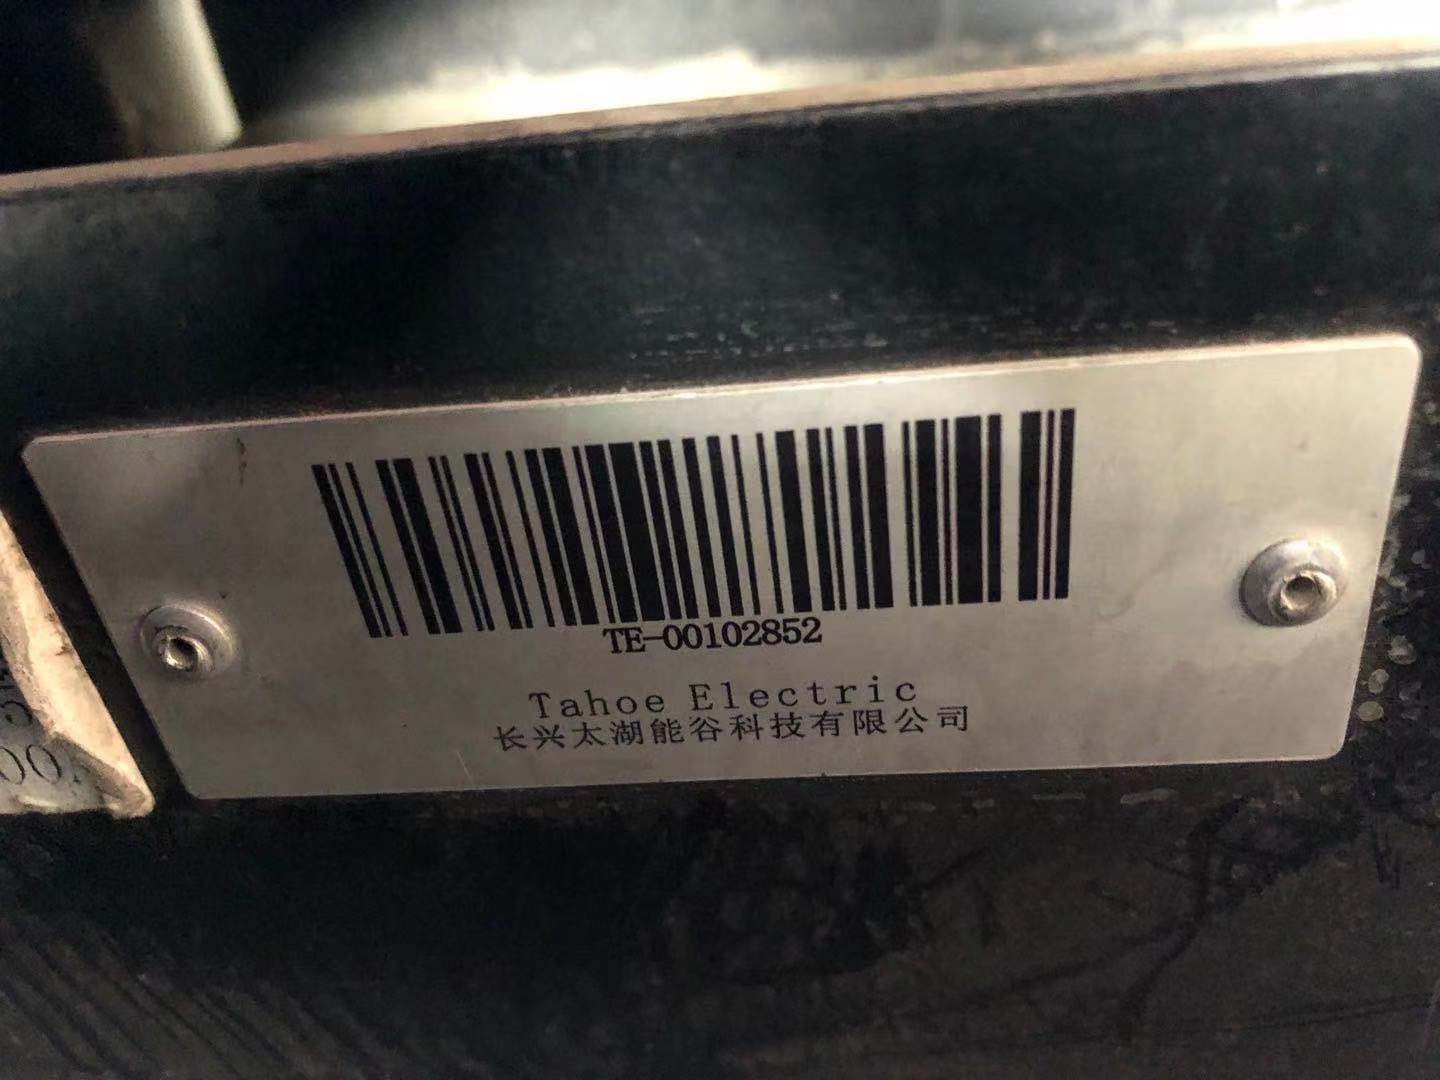 TE-00102852
Tahoe Electric
长兴太湖能谷科技有限公司